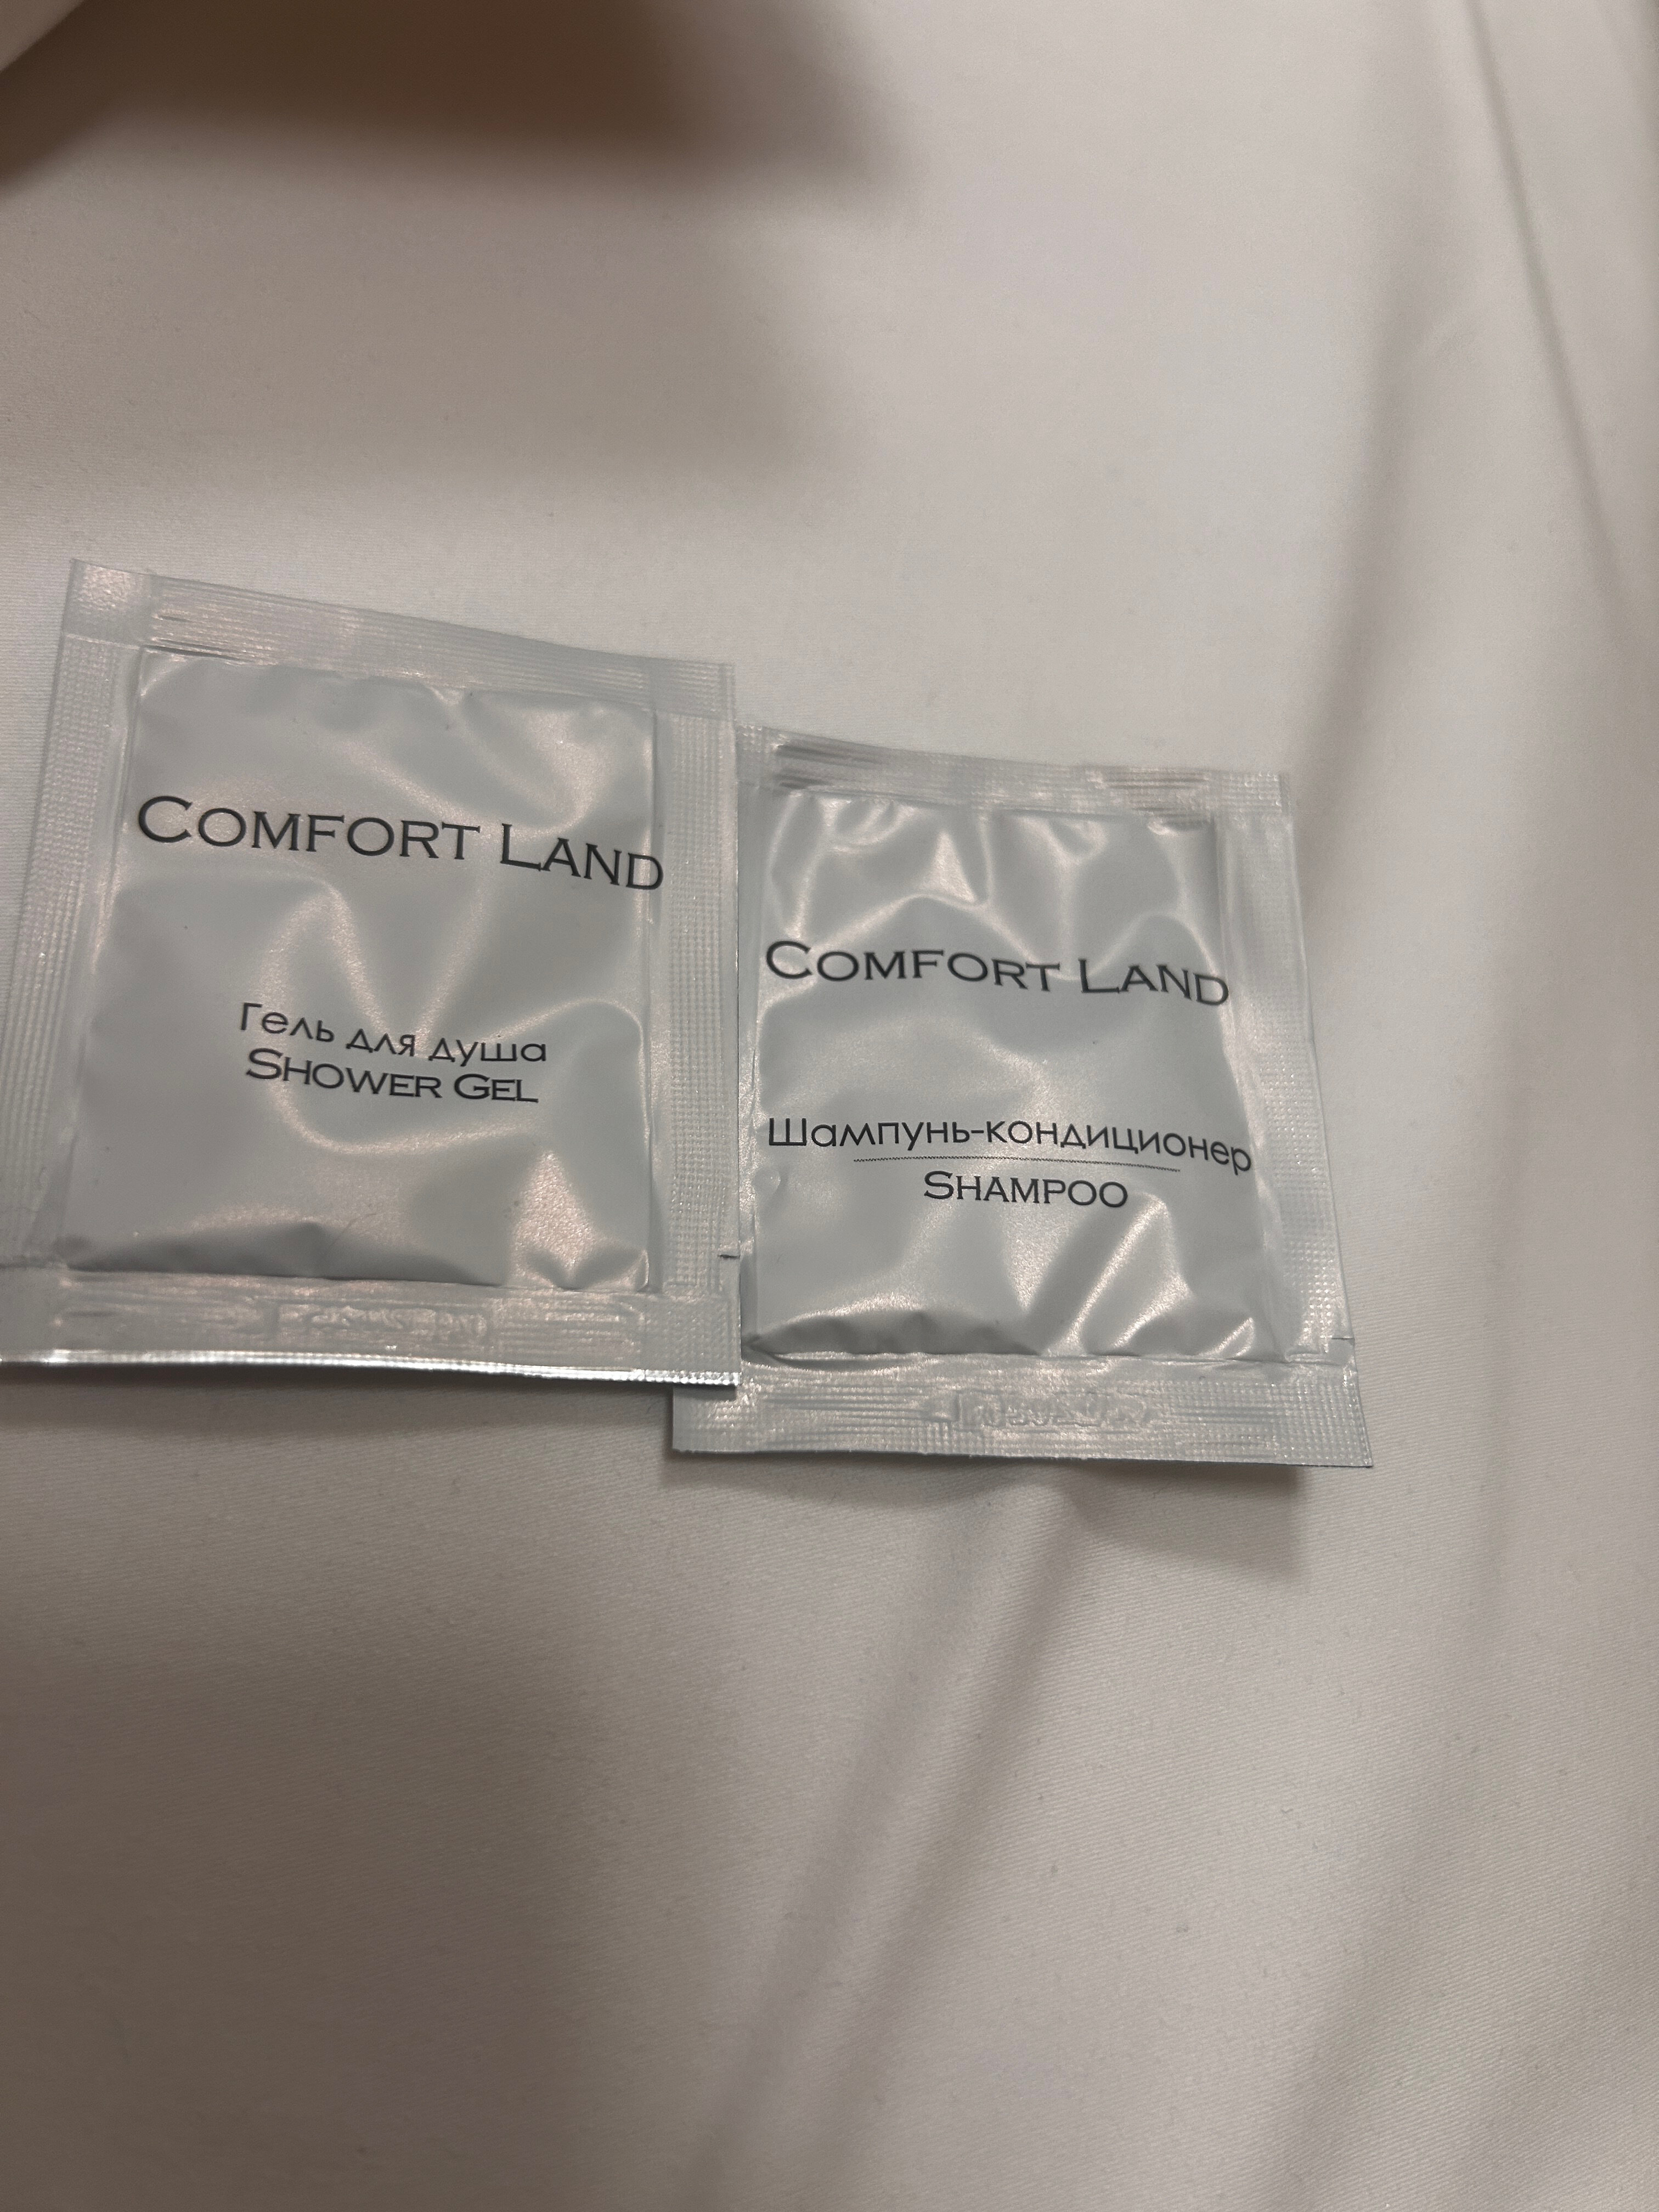 COMFORT LAND
Гель для душа
SHOWER GEL
COMFORT LAND
Шампунь-кондиционер
SHAMPOO